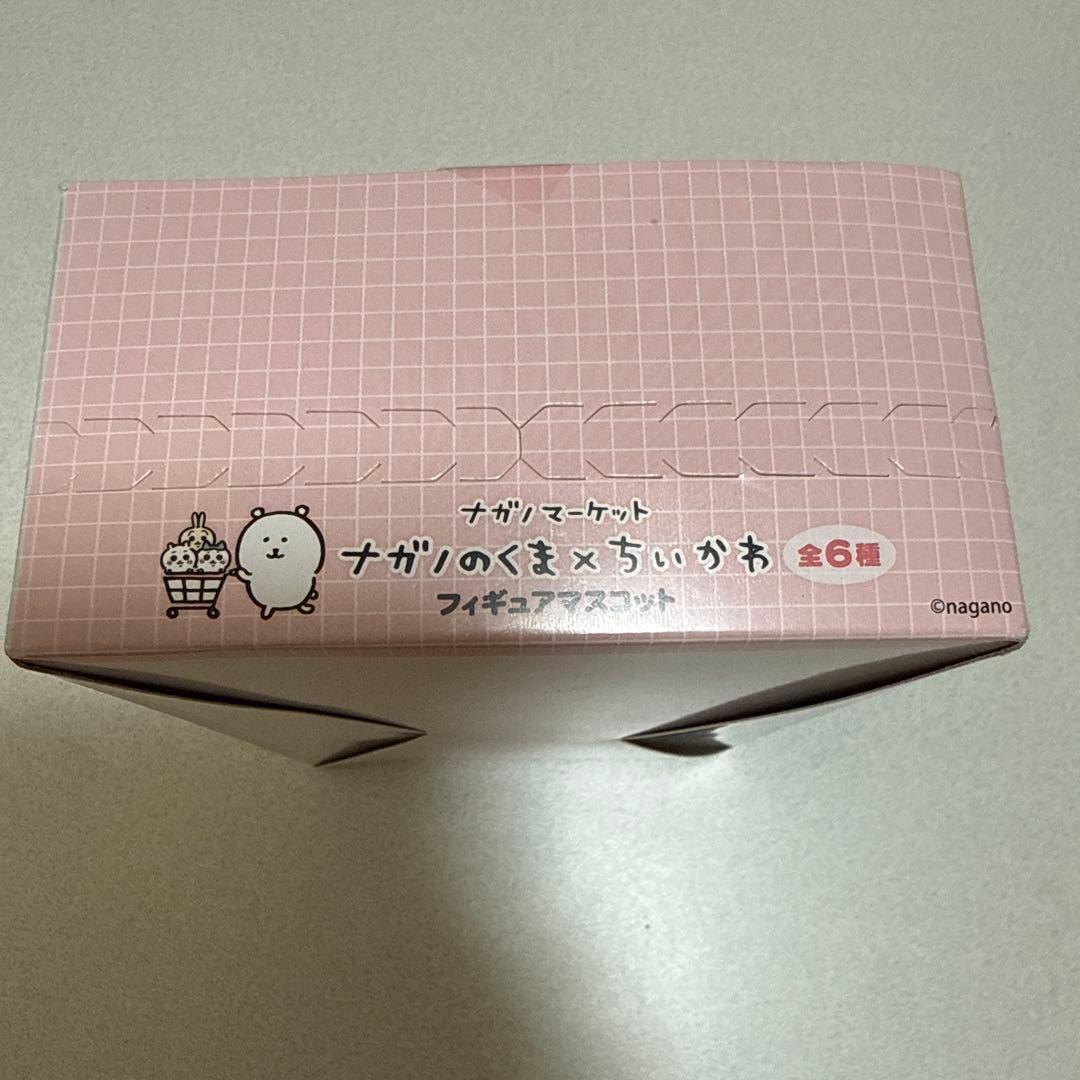 ナガノマーケット
ナガノのくま×ちいかわ
全6種
フィギュアマスコット
©nagano